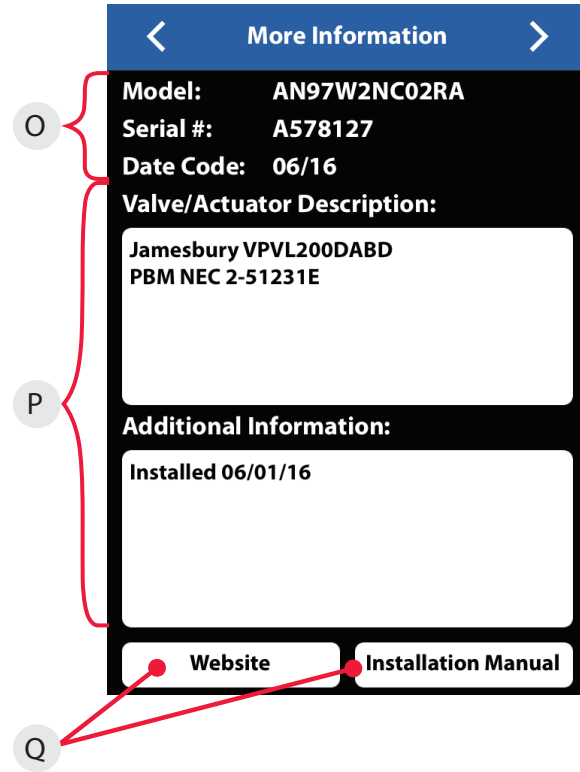 More Information
O
Model: AN97W2NC02RA
Serial #: A578127
Date Code: 06/16
Valve/Actuator Description:
Jamesbury VPVL200DABD
PBM NEC 2-51231E
P
Additional Information:
Installed 06/01/16
Website Installation Manual
Q